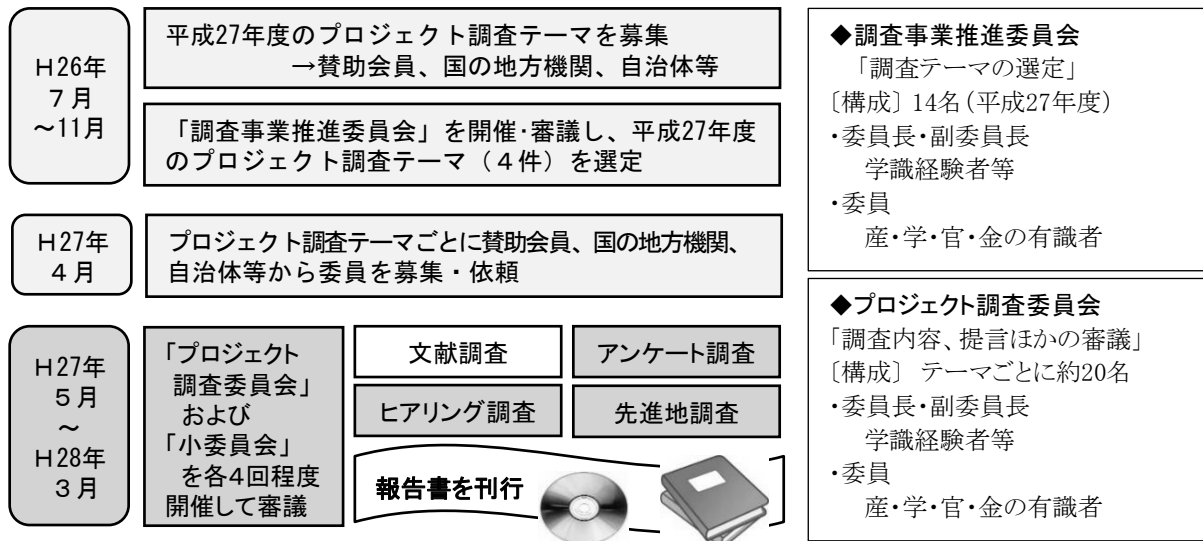 H26年
7月
～11月
平成27年度のプロジェクト調査テーマを募集
→賛助会員、国の地方機関、自治体等
「調査事業推進委員会」を開催・審議し、平成27年度
のプロジェクト調査テーマ（４件）を選定
H27年
4月
プロジェクト調査テーマごとに賛助会員、国の地方機関、
自治体等から委員を募集・依頼
H27年
5月
～
H28年
3月
「プロジェクト
調査委員会」
および
「小委員会」
を各4回程度
開催して審議
文献調査
アンケート調査
ヒアリング調査
先進地調査
報告書を刊行
◆調査事業推進委員会
「調査テーマの選定」
〔構成〕14名（平成27年度）
・委員長・副委員長
学識経験者等
・委員
産・学・官・金の有識者
◆プロジェクト調査委員会
「調査内容、提言ほかの審議」
〔構成〕 テーマごとに約20名
・委員長・副委員長
学識経験者等
・委員
産・学・官・金の有識者